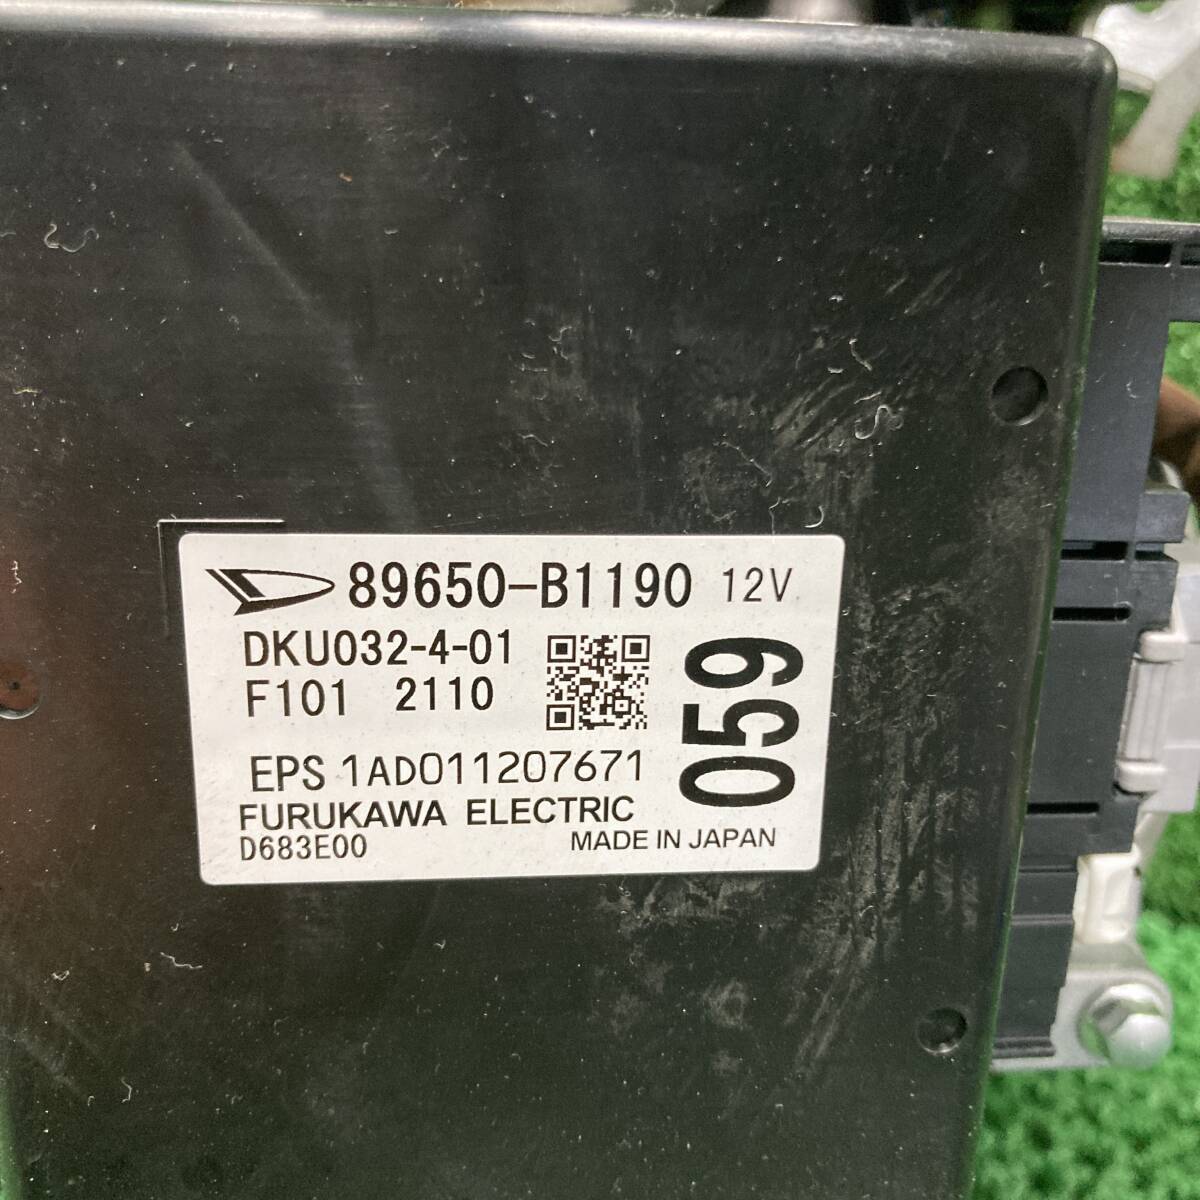 89650-B1190 12V
DKU032-4-01
F101 2110
059
EPS 1AD011207671
FURUKAWA ELECTRIC
D683E00 MADE IN JAPAN